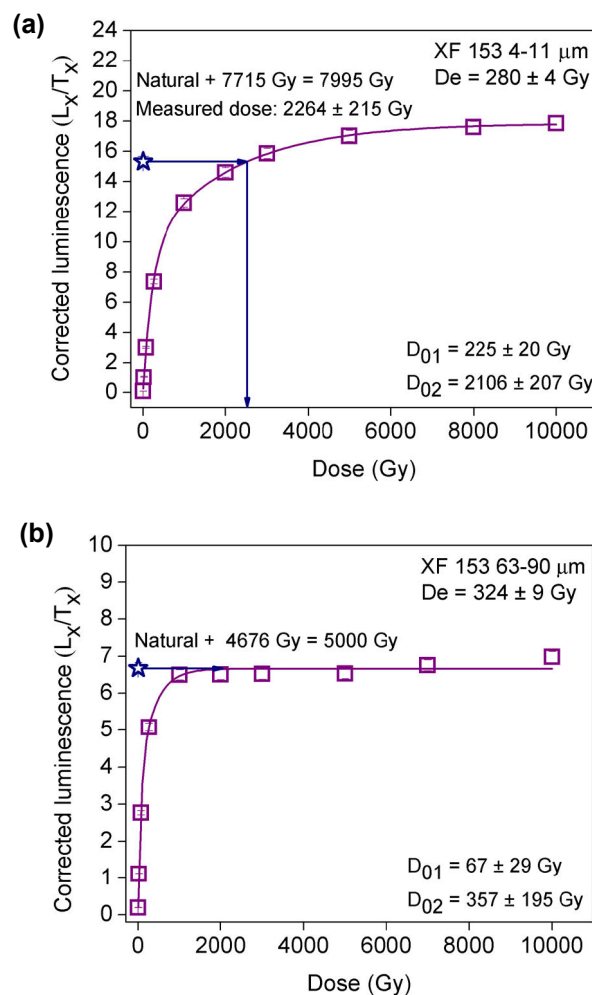 (a)
XF 153 4-11 μm
De = 280 ± 4 Gy
Natural + 7715 Gy = 7995 Gy
Measured dose: 2264 ± 215 Gy
D01 = 225 ± 20 Gy
D02 = 2106 ± 207 Gy
Corrected luminescence (LX/TX)
24
22
20
18
16
14
12
10
8
6
4
2
0
0 2000 4000 6000 8000 10000
Dose (Gy)
(b)
XF 153 63-90 μm
De = 324 ± 9 Gy
Natural + 4676 Gy = 5000 Gy
D01 = 67 ± 29 Gy
D02 = 357 ± 195 Gy
Corrected luminescence (LX/TX)
10
9
8
7
6
5
4
3
2
1
0
0 2000 4000 6000 8000 10000
Dose (Gy)